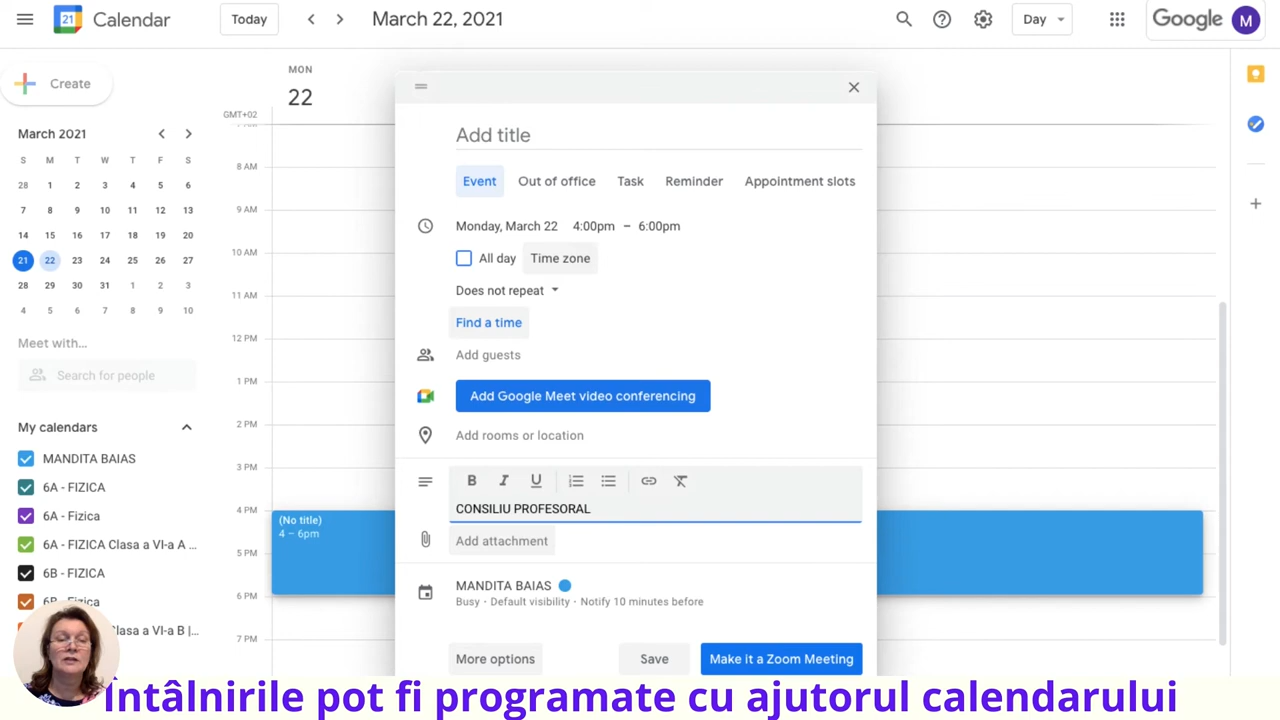 21 Calendar Today March 22, 2021 Day Google M
Create
MON
22
GMT+02
March 2021
S M T W T F S
28 1 2 3 4 5 6
7 8 9 10 11 12 13
14 15 16 17 18 19 20
21 22 23 24 25 26 27
28 29 30 31 1 2 3
4 5 6 7 8 9 10
Meet with...
Search for people
My calendars
MANDITA BAIAS
6A - FIZICA
6A - Fizica
6A - FIZICA Clasa a VI-a A ...
6B - FIZICA
6B - Fizica
Clasa a VI-a B |...
8 AM
9 AM
10 AM
11 AM
12 PM
1 PM
2 PM
3 PM
4 PM
5 PM
6 PM
7 PM
(No title)
4 – 6pm
Add title
Event Out of office Task Reminder Appointment slots
Monday, March 22 4:00pm – 6:00pm
All day Time zone
Does not repeat
Find a time
Add guests
Add Google Meet video conferencing
Add rooms or location
B I U
CONSILIU PROFESORAL
Add attachment
MANDITA BAIAS
Busy · Default visibility · Notify 10 minutes before
More options Save Make it a Zoom Meeting
Întâlnirile pot fi programate cu ajutorul calendarului